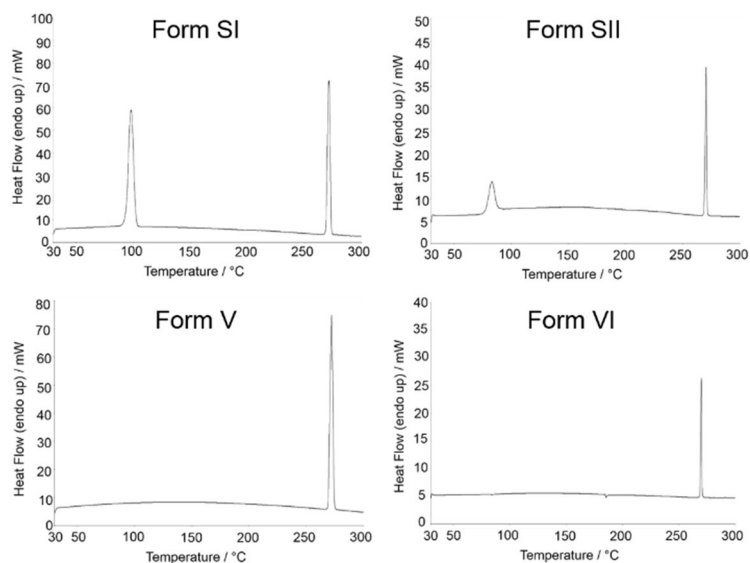 Form SI
Heat Flow (endo up) / mW
100
90
80
70
60
50
40
30
20
10
0
30 50 100 150 200 250 300
Temperature / °C
Form SII
Heat Flow (endo up) / mW
50
45
40
35
30
25
20
15
10
5
0
30 50 100 150 200 250 300
Temperature / °C
Form V
Heat Flow (endo up) / mW
80
70
60
50
40
30
20
10
0
30 50 100 150 200 250 300
Temperature / °C
Form VI
Heat Flow (endo up) / mW
40
35
30
25
20
15
10
5
0
30 50 100 150 200 250 300
Temperature / °C